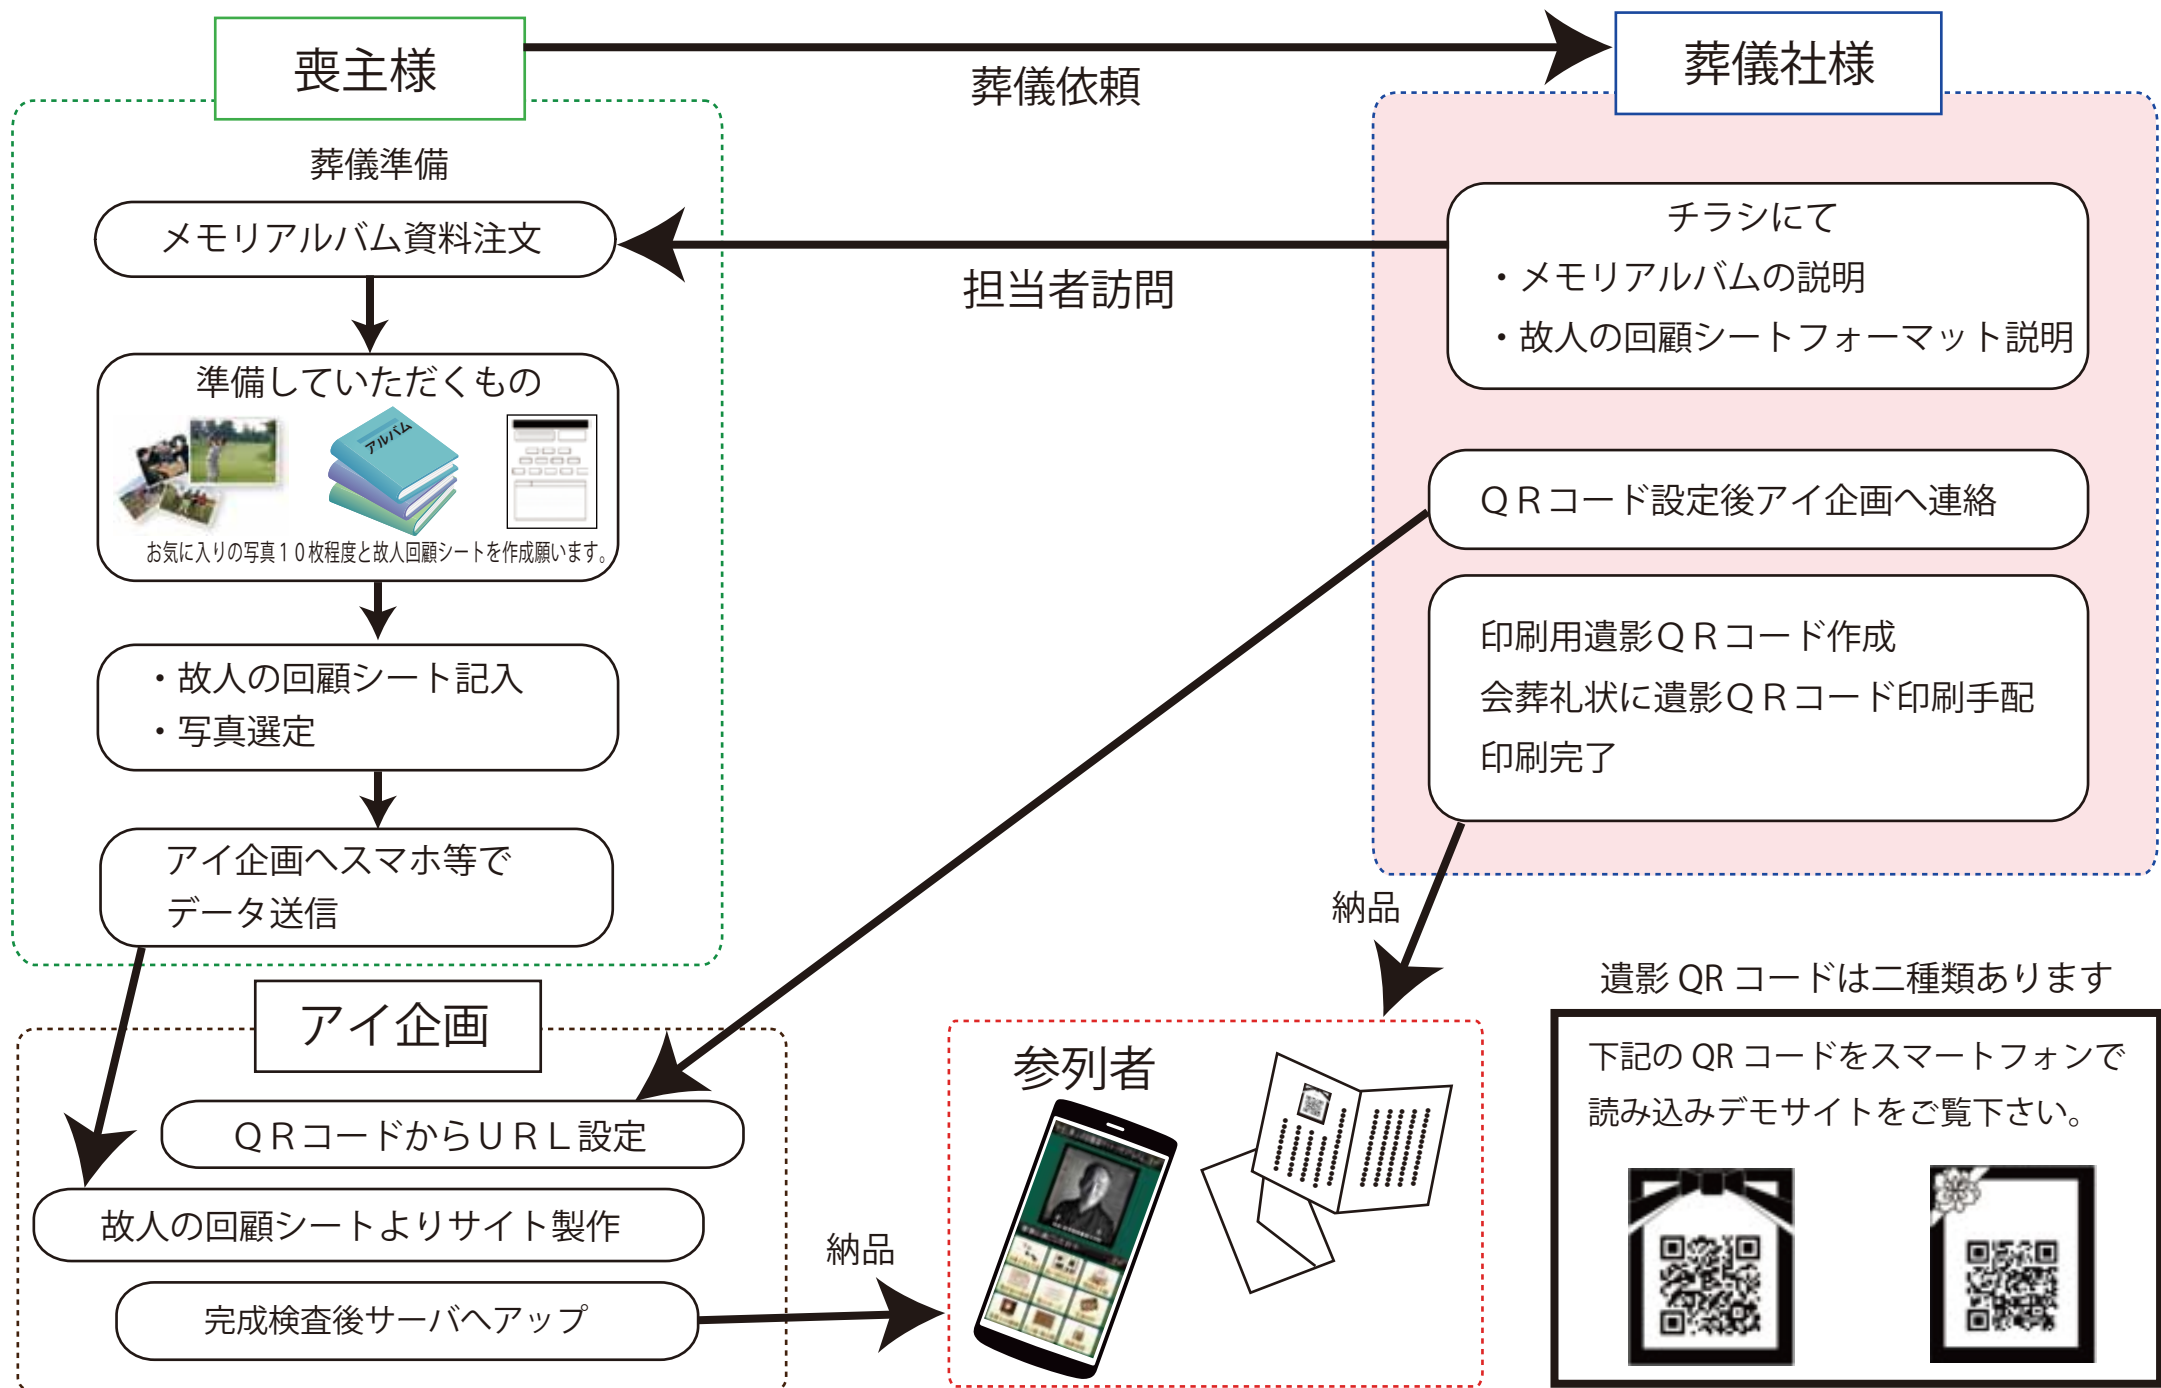 喪主様
葬儀依頼
葬儀社様
葬儀準備
メモリアルバム資料注文
担当者訪問
チラシにて
・メモリアルバムの説明
・故人の回顧シートフォーマット説明
準備していただくもの
アルバム
お気に入りの写真１０枚程度と故人回顧シートを作成願います。
・故人の回顧シート記入
・写真選定
アイ企画へスマホ等で
データ送信
ＱＲコード設定後アイ企画へ連絡
印刷用遺影ＱＲコード作成
会葬礼状に遺影ＱＲコード印刷手配
印刷完了
納品
アイ企画
ＱＲコードからＵＲＬ設定
故人の回顧シートよりサイト製作
完成検査後サーバへアップ
納品
参列者
遺影 QR コードは二種類あります
下記の QR コードをスマートフォンで
読み込みデモサイトをご覧下さい。